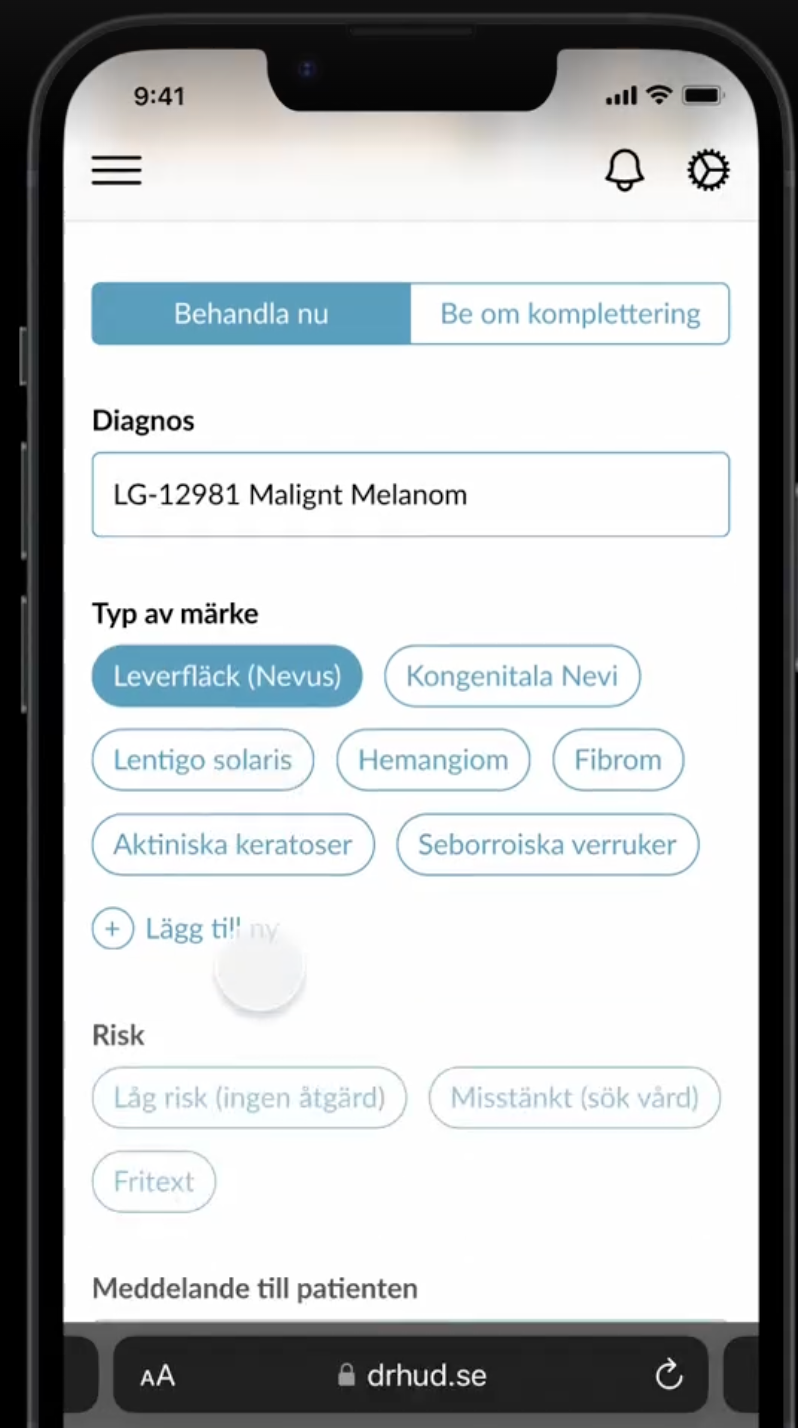 9:41
Behandla nu Be om komplettering
Diagnos
LG-12981 Malignt Melanom
Typ av märke
Leverfläck (Nevus) Kongenitala Nevi
Lentigo solaris Hemangiom Fibrom
Aktiniska keratoser Seborroiska verruker
+ Lägg till ny
Risk
Låg risk (ingen åtgärd) Misstänkt (sök vård)
Fritext
Meddelande till patienten
AA drhud.se